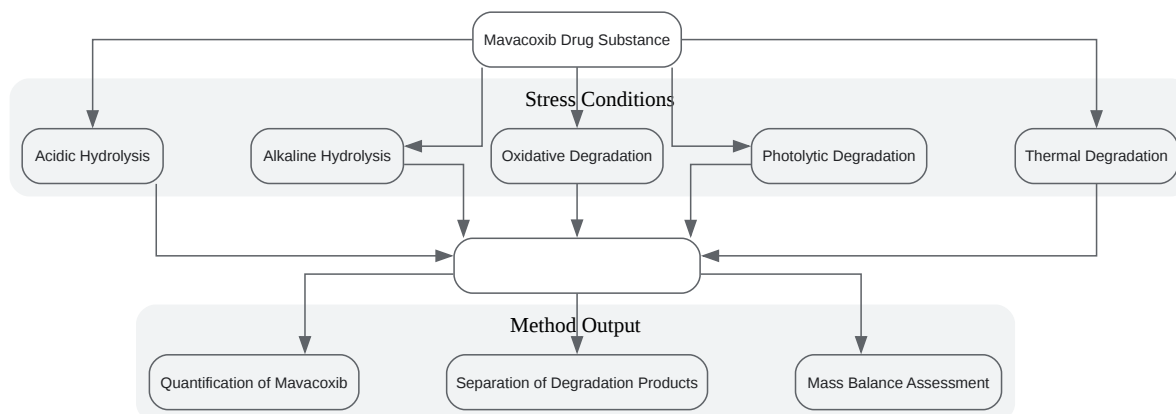 Mavacoxib Drug Substance
Stress Conditions
Acidic Hydrolysis
Alkaline Hydrolysis
Oxidative Degradation
Photolytic Degradation
Thermal Degradation
Method Output
Quantification of Mavacoxib
Separation of Degradation Products
Mass Balance Assessment